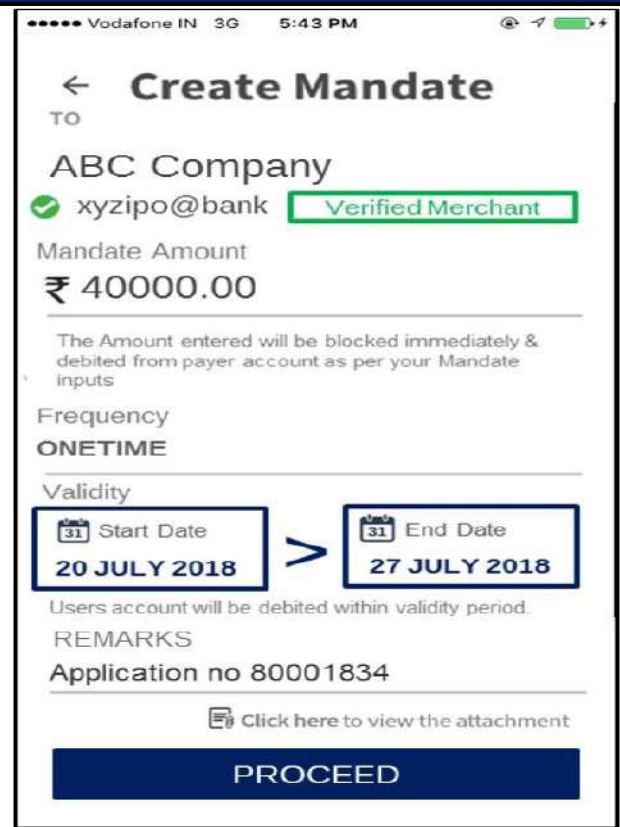 Vodafone IN 3G 5:43 PM
← Create Mandate
TO
ABC Company
xyzipo@bank Verified Merchant
Mandate Amount
₹ 40000.00
The Amount entered will be blocked immediately &
debited from payer account as per your Mandate
inputs
Frequency
ONETIME
Validity
31 Start Date > 31 End Date
20 JULY 2018 27 JULY 2018
Users account will be debited within validity period.
REMARKS
Application no 80001834
Click here to view the attachment
PROCEED